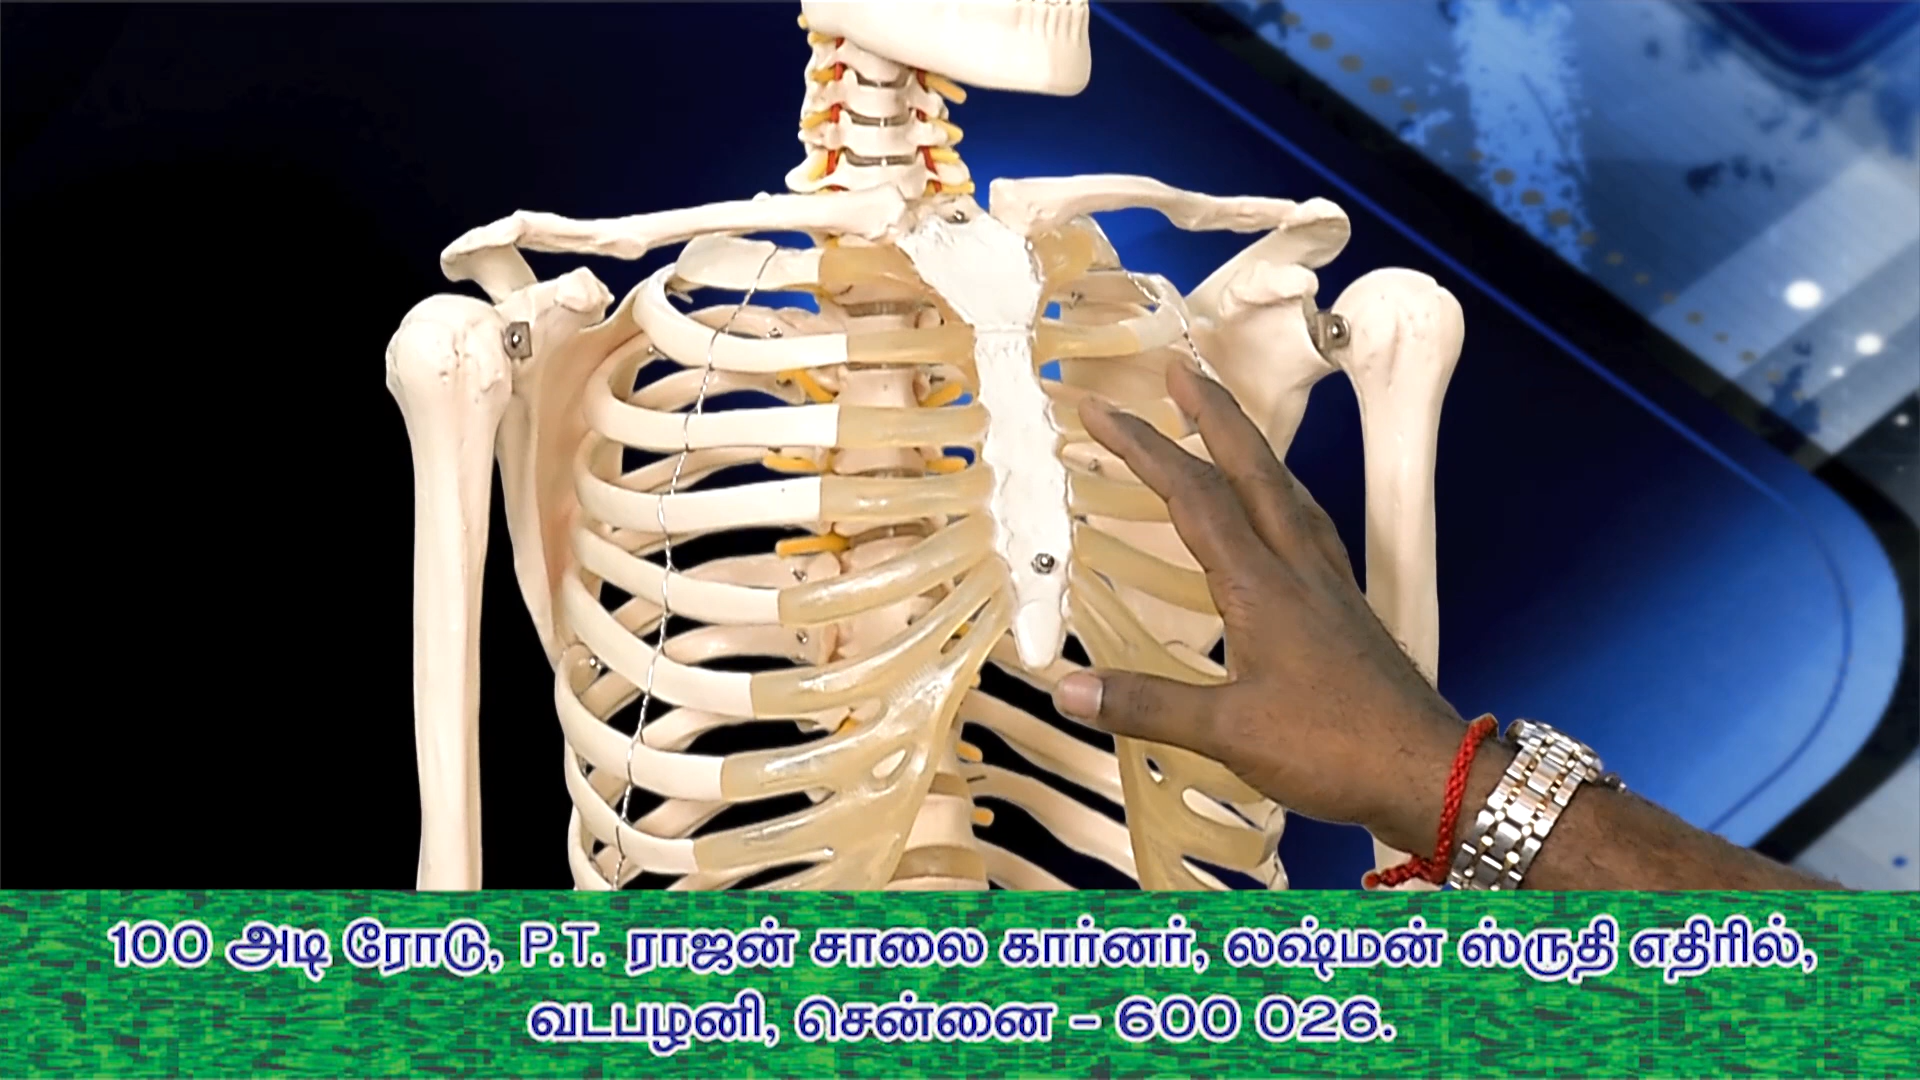 100 அடி ரோடு, P.T. ராஜன் சாலை கார்னர், லஷ்மன் ஸ்ருதி எதிரில்,
வடபழனி, சென்னை – 600 026.